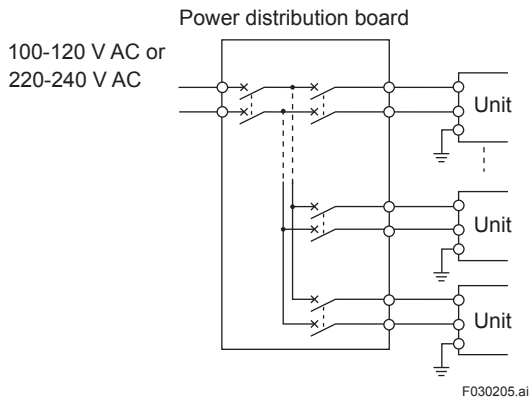 Power distribution board
100-120 V AC or
220-240 V AC
Unit
Unit
Unit
F030205.ai